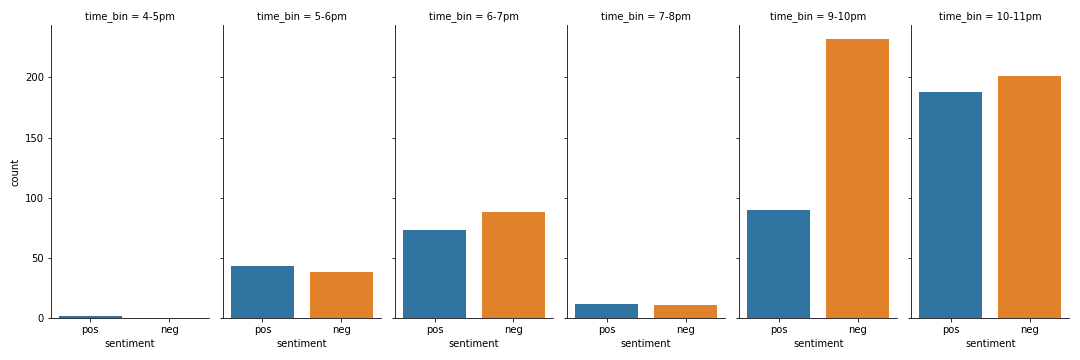 time_bin = 4-5pm
time_bin = 5-6pm
time_bin = 6-7pm
time_bin = 7-8pm
time_bin = 9-10pm
time_bin = 10-11pm
count
200
150
100
50
0
pos neg
pos neg
pos neg
pos neg
pos neg
pos neg
sentiment
sentiment
sentiment
sentiment
sentiment
sentiment